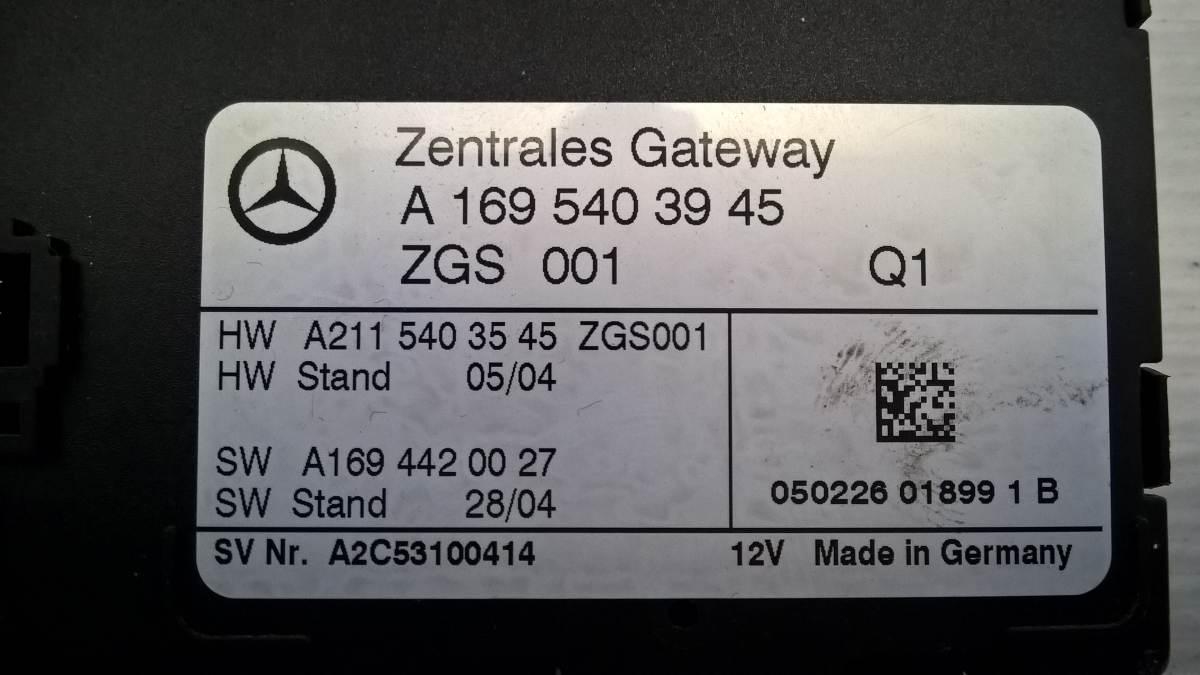 Zentrales Gateway
A 169 540 39 45
ZGS 001 Q1
HW A211 540 35 45 ZGS001
HW Stand 05/04
SW A169 442 00 27
SW Stand 28/04
050226 01899 1 B
SV Nr. A2C53100414 12V Made in Germany